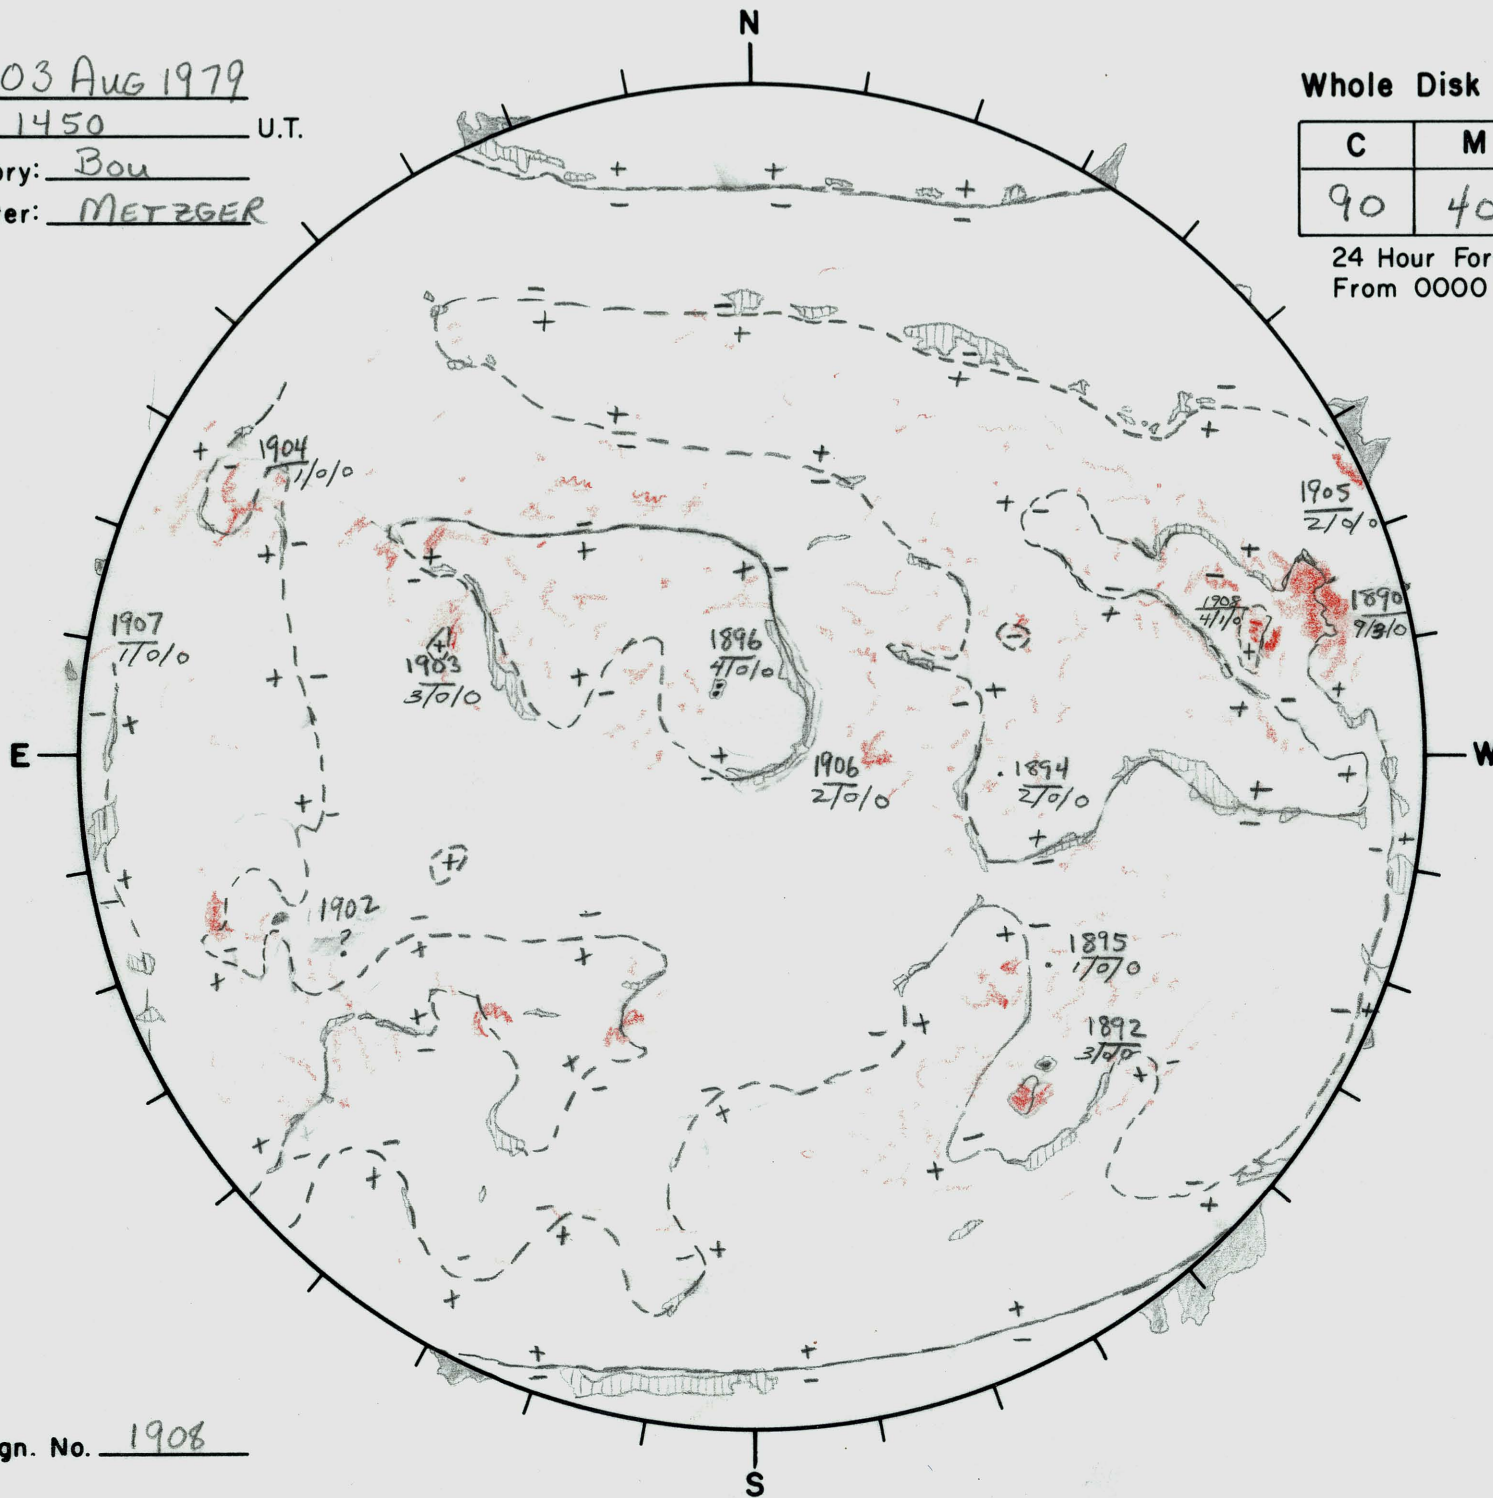 N
03 AUG 1979
1450 U.T.
ory: Bou
er: METZGER
Whole Disk
C M
90 40
24 Hour For
From 0000
1904
1/0/0
1905
2/0/0
1908
4/1/0
1890
9/3/0
1907
1/0/0
1903
3/0/0
1896
4/0/0
E
W
1906
2/0/0
1894
2/0/0
1902
?
1895
1/0/0
1892
3/0/0
gn. No. 1908
S